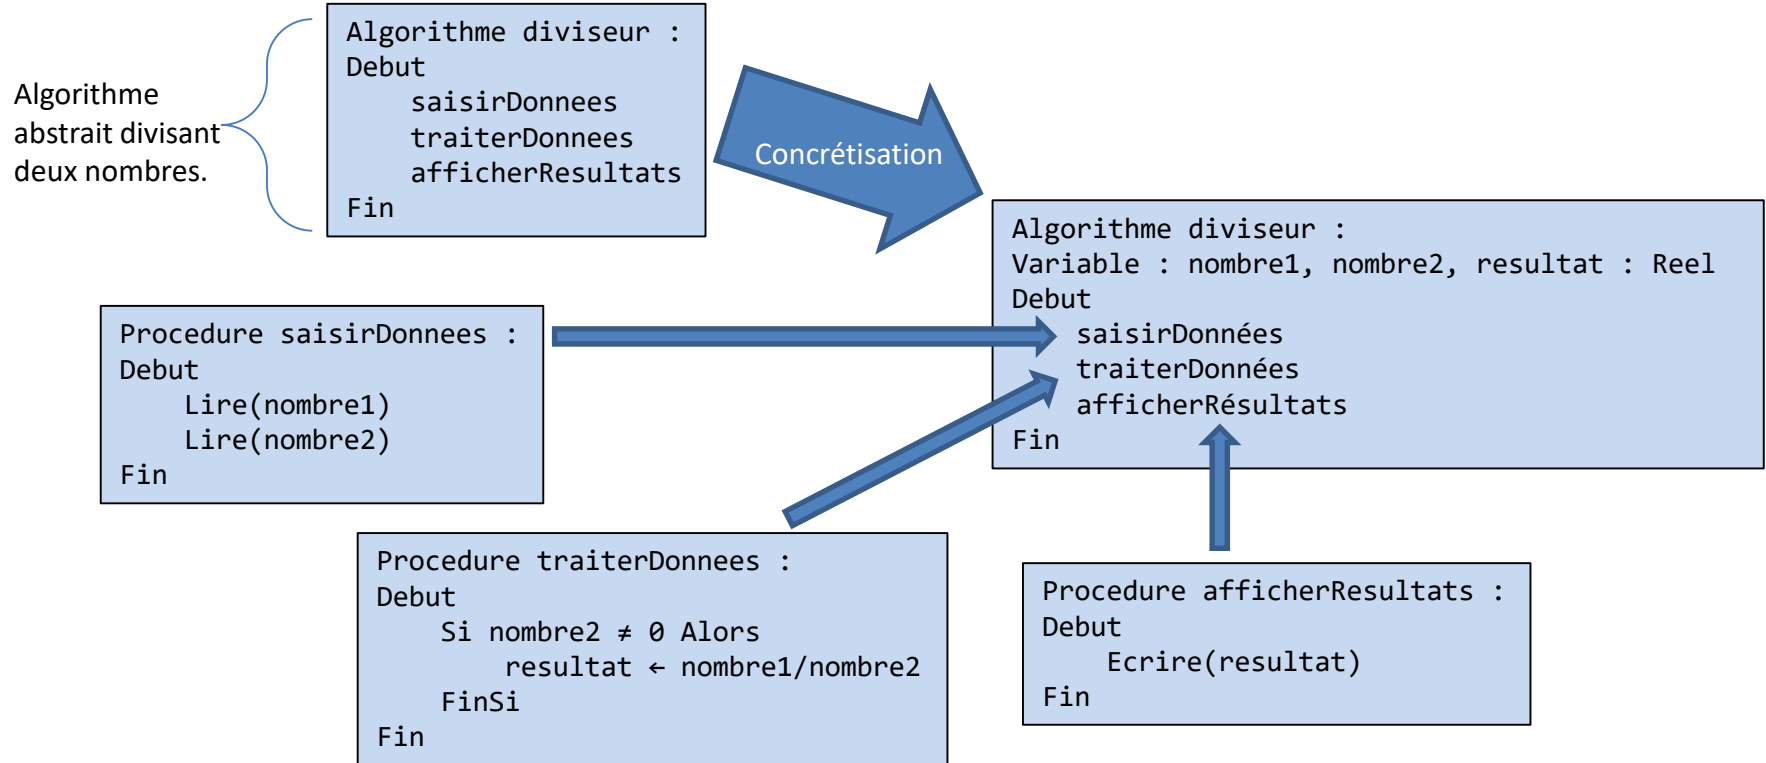 Algorithme
abstrait divisant
deux nombres.
Algorithme diviseur :
Debut
    saisirDonnees
    traiterDonnees
    afficherResultats
Fin
Concrétisation
Algorithme diviseur :
Variable : nombre1, nombre2, resultat : Reel
Debut
    saisirDonnées
    traiterDonnées
    afficherRésultats
Fin
Procedure saisirDonnees :
Debut
    Lire(nombre1)
    Lire(nombre2)
Fin
Procedure traiterDonnees :
Debut
    Si nombre2 ≠ 0 Alors
        resultat ← nombre1/nombre2
    FinSi
Fin
Procedure afficherResultats :
Debut
    Ecrire(resultat)
Fin